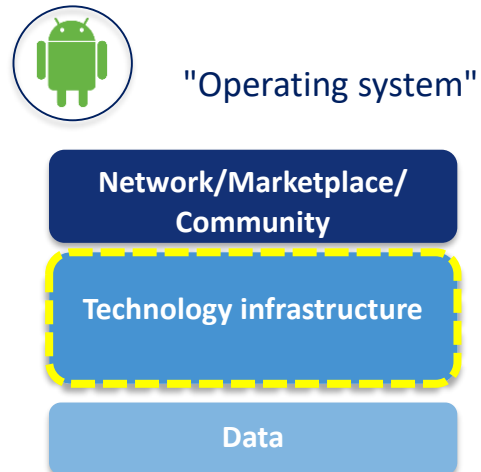 "Operating system"
Network/Marketplace/
Community
Technology infrastructure
Data